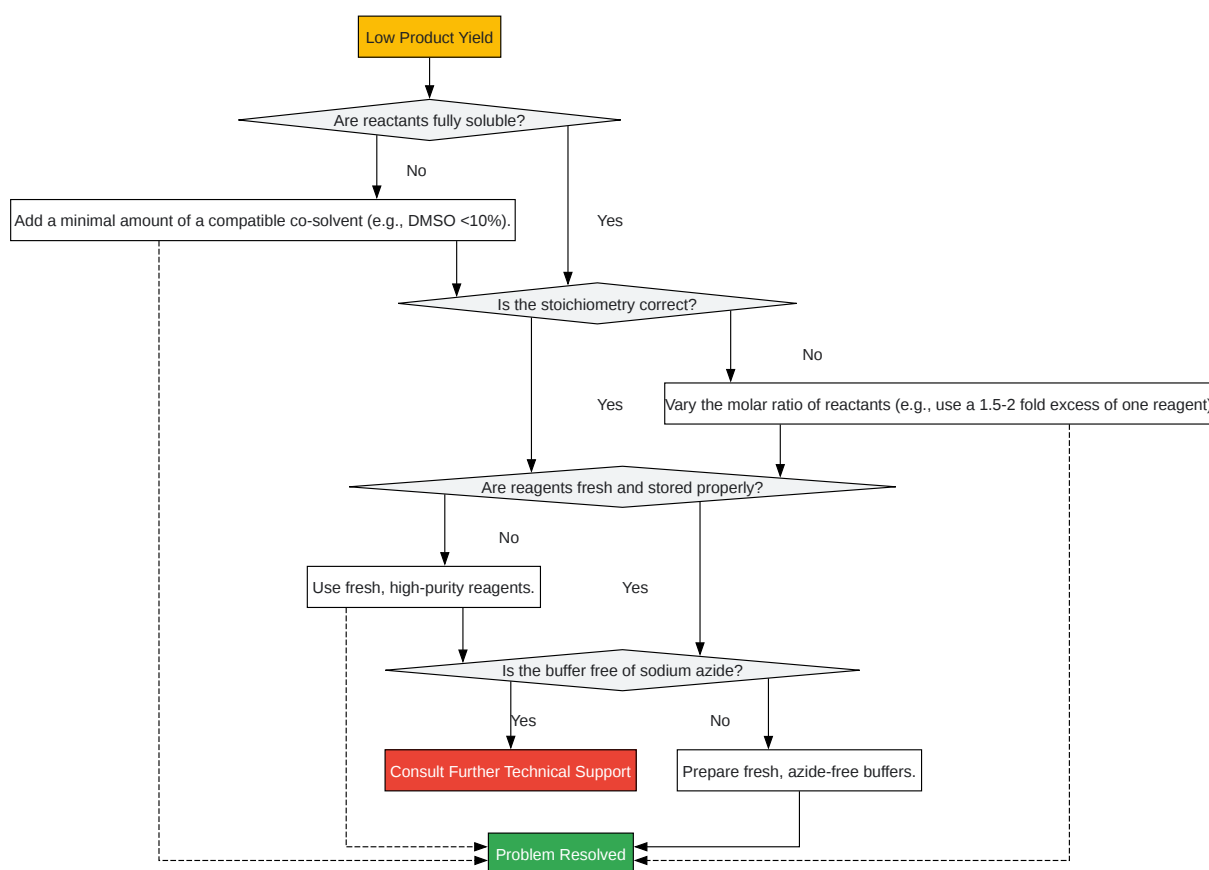 Low Product Yield
Are reactants fully soluble?
No
Add a minimal amount of a compatible co-solvent (e.g., DMSO <10%).
Yes
Is the stoichiometry correct?
No
Yes
Vary the molar ratio of reactants (e.g., use a 1.5-2 fold excess of one reagent)
Are reagents fresh and stored properly?
No
Use fresh, high-purity reagents.
Yes
Is the buffer free of sodium azide?
Yes
No
Consult Further Technical Support
Prepare fresh, azide-free buffers.
Problem Resolved